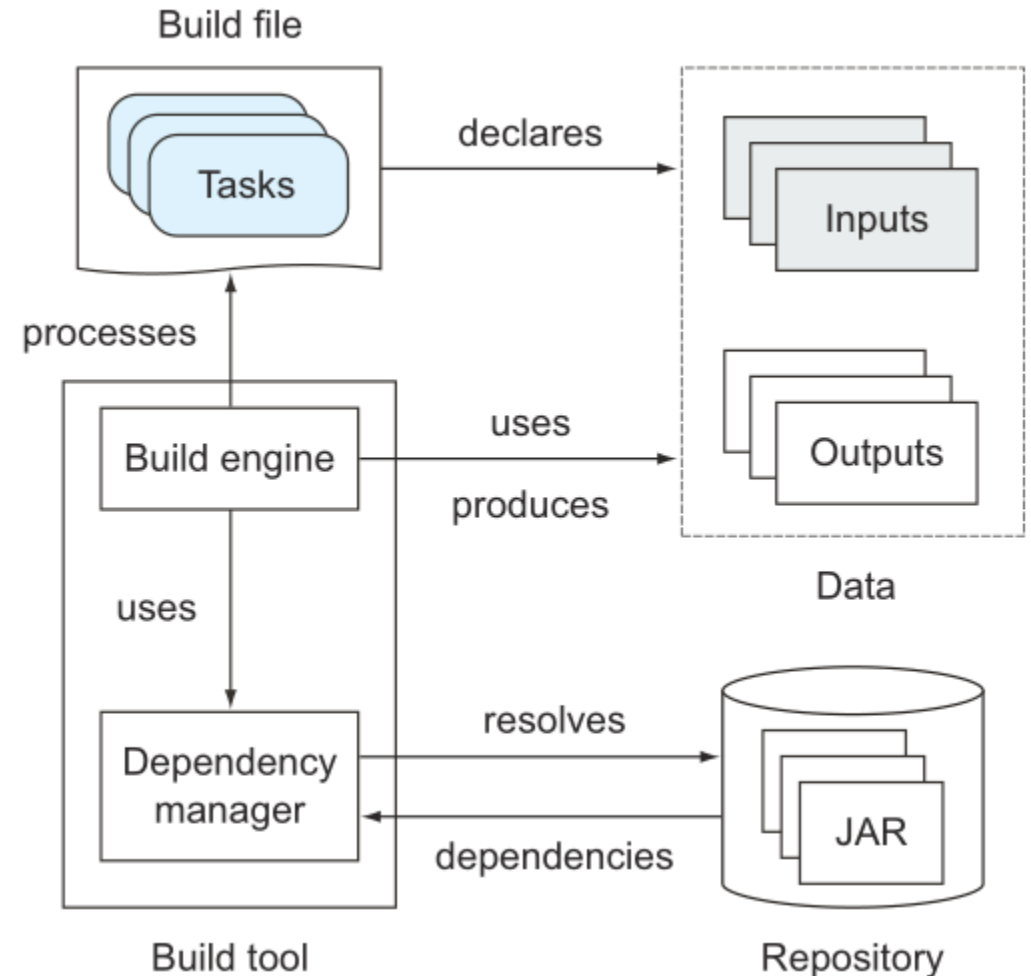 Build file
Tasks
declares
Inputs
processes
Build engine
uses
produces
Outputs
Data
uses
Dependency
manager
resolves
dependencies
JAR
Build tool
Repository